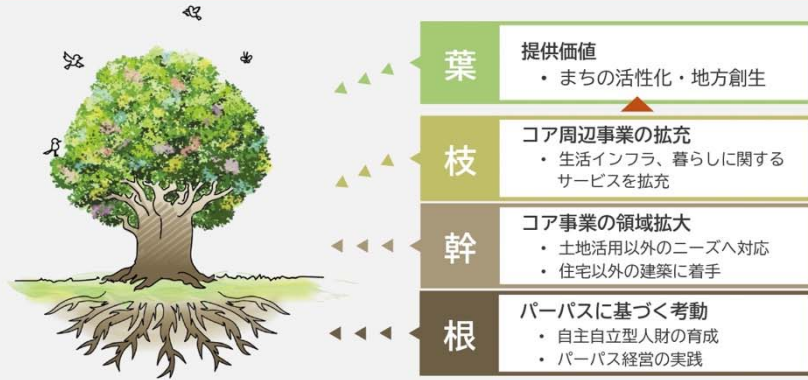 葉
提供価値
• まちの活性化・地方創生
枝
コア周辺事業の拡充
• 生活インフラ、暮らしに関する
サービスを拡充
幹
コア事業の領域拡大
• 土地活用以外のニーズへ対応
• 住宅以外の建築に着手
根
パーパスに基づく考動
• 自主自立型人財の育成
• パーパス経営の実践